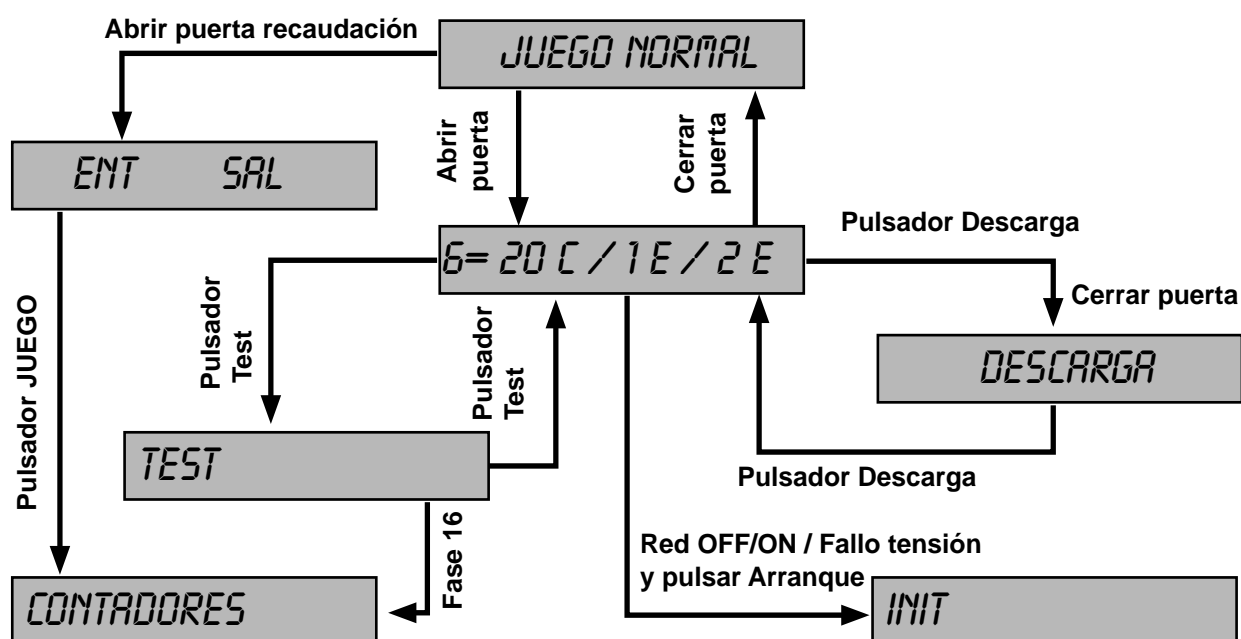 Abrir puerta recaudación
JUEGO NORMAL
Abrir
puerta
Cerrar
puerta
ENT SAL
Pulsador Descarga
6= 20 C / 1 E / 2 E
Cerrar puerta
Pulsador
Test
Pulsador
Test
DESCARGA
Pulsador JUEGO
TEST
Pulsador Descarga
Fase 16
Red OFF/ON / Fallo tensión
y pulsar Arranque
CONTADORES
INIT